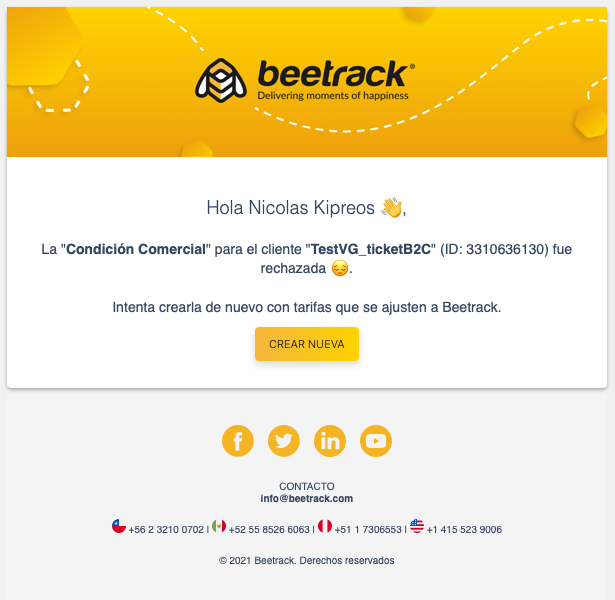 beetrack®
Delivering moments of happiness
Hola Nicolas Kipreos 👋,
La "Condición Comercial" para el cliente "TestVG_ticketB2C" (ID: 3310636130) fue
rechazada 😔.
Intenta crearla de nuevo con tarifas que se ajusten a Beetrack.
CREAR NUEVA
CONTACTO
info@beetrack.com
+56 2 3210 0702 | +52 55 8526 6063 | +51 1 7306553 | +1 415 523 9006
© 2021 Beetrack. Derechos reservados